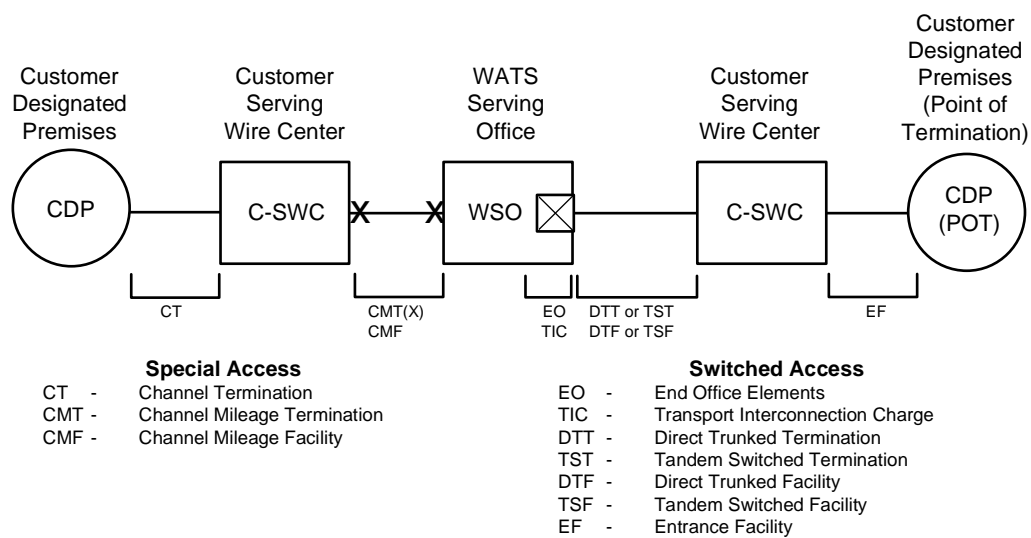 Customer
Designated
Premises
Customer
Serving
Wire Center
WATS
Serving
Office
Customer
Serving
Wire Center
Customer
Designated
Premises
(Point of
Termination)
CDP
C-SWC
X
X
WSO
C-SWC
CDP
(POT)
CT
CMT(X)
CMF
EO
TIC
DTT or TST
DTF or TSF
EF
Special Access
CT - Channel Termination
CMT - Channel Mileage Termination
CMF - Channel Mileage Facility
Switched Access
EO - End Office Elements
TIC - Transport Interconnection Charge
DTT - Direct Trunked Termination
TST - Tandem Switched Termination
DTF - Direct Trunked Facility
TSF - Tandem Switched Facility
EF - Entrance Facility